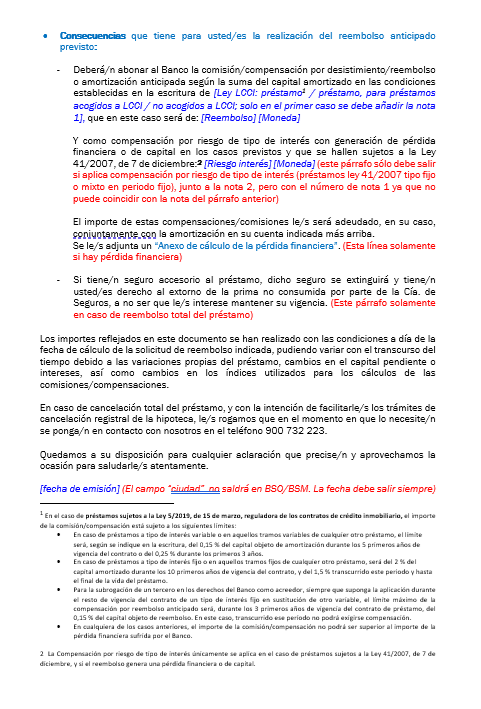 • Consecuencias que tiene para usted/es la realización del reembolso anticipado
previsto:
- Deberá/n abonar al Banco la comisión/compensación por desistimiento/reembolso
o amortización anticipada según la suma del capital amortizado en las condiciones
establecidas en la escritura de [Ley LCCI: préstamo¹ / préstamo, para préstamos
acogidos a LCCI / no acogidos a LCCI; solo en el primer caso se debe añadir la nota
1], que en este caso será de: [Reembolso] [Moneda]
Y como compensación por riesgo de tipo de interés con generación de pérdida
financiera o de capital en los casos previstos y que se hallen sujetos a la Ley
41/2007, de 7 de diciembre:² [Riesgo interés] [Moneda] (este párrafo sólo debe salir
si aplica compensación por riesgo de tipo de interés (préstamos ley 41/2007 tipo fijo
o mixto en periodo fijo), junto a la nota 2, pero con el número de nota 1 ya que no
puede coincidir con la nota del párrafo anterior)
El importe de estas compensaciones/comisiones le/s será adeudado, en su caso,
conjuntamente con la amortización en su cuenta indicada más arriba.
Se le/s adjunta un “Anexo de cálculo de la pérdida financiera”. (Esta línea solamente
si hay pérdida financiera)
- Si tiene/n seguro accesorio al préstamo, dicho seguro se extinguirá y tiene/n
usted/es derecho al extorno de la prima no consumida por parte de la Cía. de
Seguros, a no ser que le/s interese mantener su vigencia. (Este párrafo solamente
en caso de reembolso total del préstamo)
Los importes reflejados en este documento se han realizado con las condiciones a día de la
fecha de cálculo de la solicitud de reembolso indicada, pudiendo variar con el transcurso del
tiempo debido a las variaciones propias del préstamo, cambios en el capital pendiente o
intereses, así como cambios en los índices utilizados para los cálculos de las
comisiones/compensaciones.
En caso de cancelación total del préstamo, y con la intención de facilitarle/s los trámites de
cancelación registral de la hipoteca, le/s rogamos que en el momento en que lo necesite/n
se ponga/n en contacto con nosotros en el teléfono 900 732 223.
Quedamos a su disposición para cualquier aclaración que precise/n y aprovechamos la
ocasión para saludarle/s atentamente.
[fecha de emisión] (El campo “ciudad” no saldrá en BSO/BSM. La fecha debe salir siempre)
¹ En el caso de préstamos sujetos a la Ley 5/2019, de 15 de marzo, reguladora de los contratos de crédito inmobiliario, el importe
de la comisión/compensación está sujeto a los siguientes límites:
• En caso de préstamos a tipo de interés variable o en aquellos tramos variables de cualquier otro préstamo, el límite
será, según se indique en la escritura, del 0,15 % del capital objeto de amortización durante los 5 primeros años de
vigencia del contrato o del 0,25 % durante los primeros 3 años.
• En caso de préstamos a tipo de interés fijo o en aquellos tramos fijos de cualquier otro préstamo, será del 2 % del
capital amortizado durante los 10 primeros años de vigencia del contrato, y del 1,5 % transcurrido este período y hasta
el final de la vida del préstamo.
• Para la subrogación de un tercero en los derechos del Banco como acreedor, siempre que suponga la aplicación durante
el resto de vigencia del contrato de un tipo de interés fijo en sustitución de otro variable, el límite máximo de la
compensación por reembolso anticipado será, durante los 3 primeros años de vigencia del contrato de préstamo, del
0,15 % del capital objeto de reembolso. En este caso, transcurrido ese período no podrá exigirse compensación.
• En cualquiera de los casos anteriores, el importe de la comisión/compensación no podrá ser superior al importe de la
pérdida financiera sufrida por el Banco.
2 La Compensación por riesgo de tipo de interés únicamente se aplica en el caso de préstamos sujetos a la Ley 41/2007, de 7 de
diciembre, y si el reembolso genera una pérdida financiera o de capital.